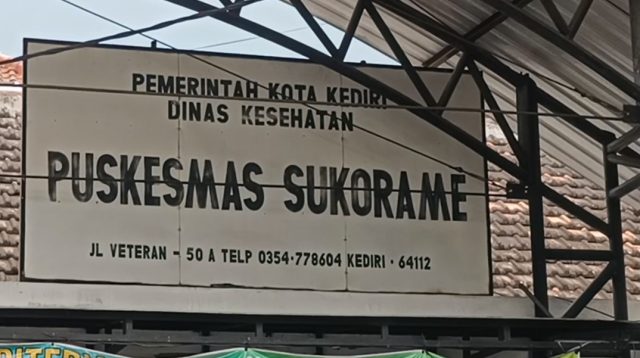 PEMERINTAH KOTA KEDIRI
DINAS KESEHATAN
PUSKESMAS SUKORAME
JL VETERAN - 50 A TELP 0354·778604 KEDIRI · 64112